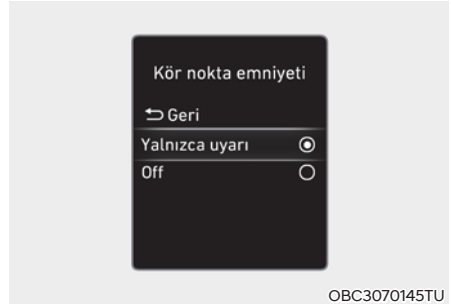 Kör nokta emniyeti
Geri
Yalnızca uyarı
Off
OBC3070145TU